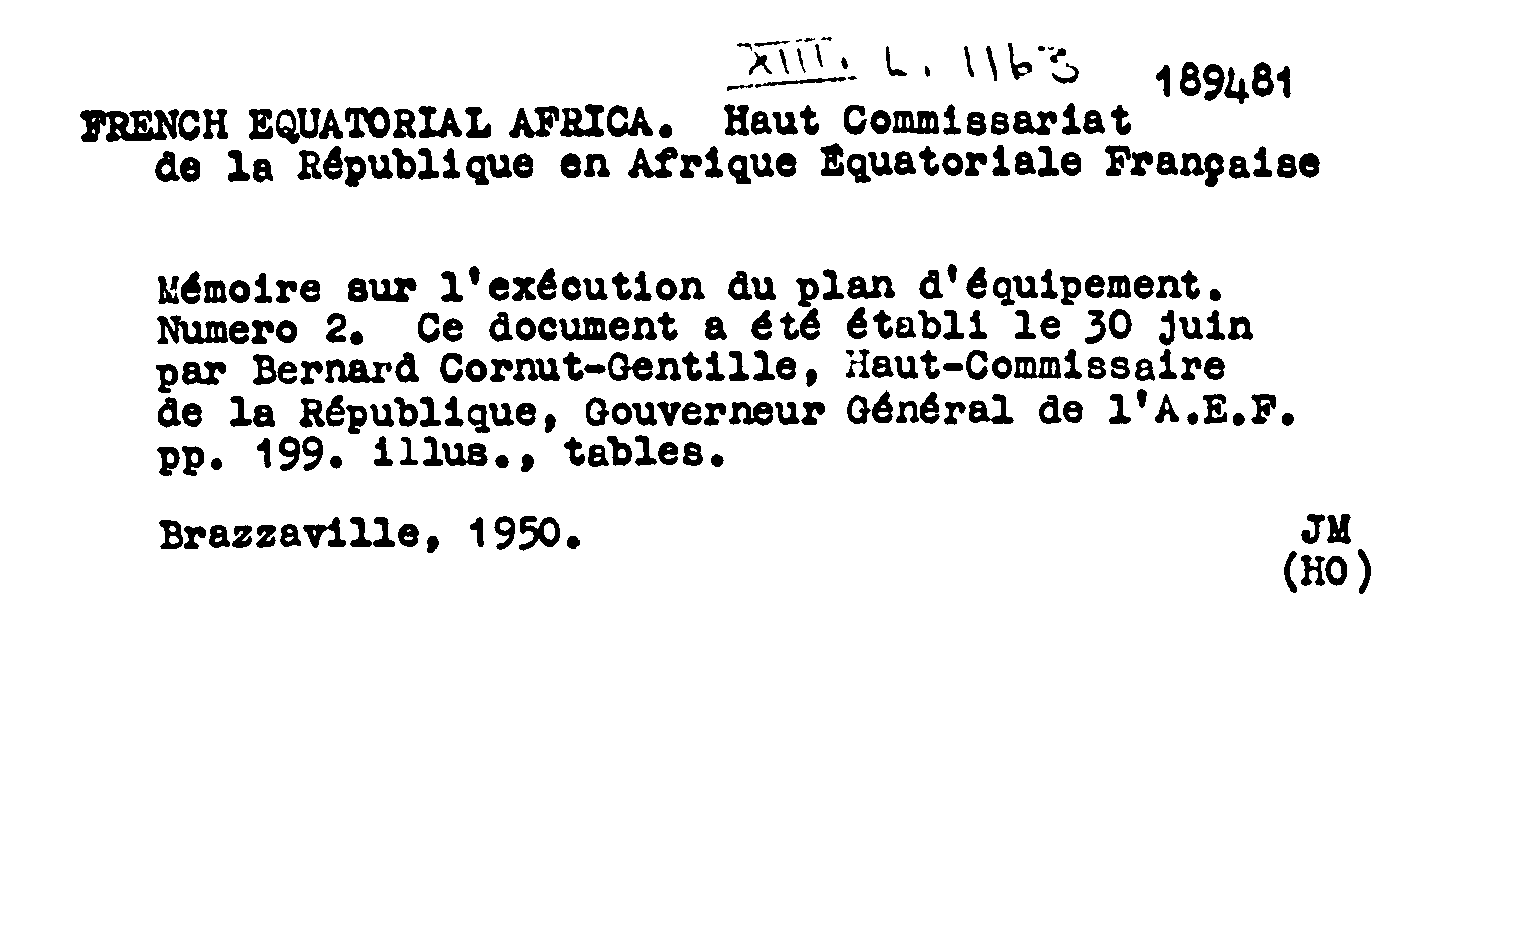 XIII. L. 1163
189481
FRENCH EQUATORIAL AFRICA. Haut Commissariat
de la République en Afrique Équatoriale Française
Mémoire sur l'exécution du plan d'équipement.
Numero 2. Ce document a été établi le 30 juin
par Bernard Cornut-Gentille, Haut-Commissaire
de la République, Gouverneur Général de l'A.E.F.
pp. 199. illus., tables.
Brazzaville, 1950.
JM
(HO)